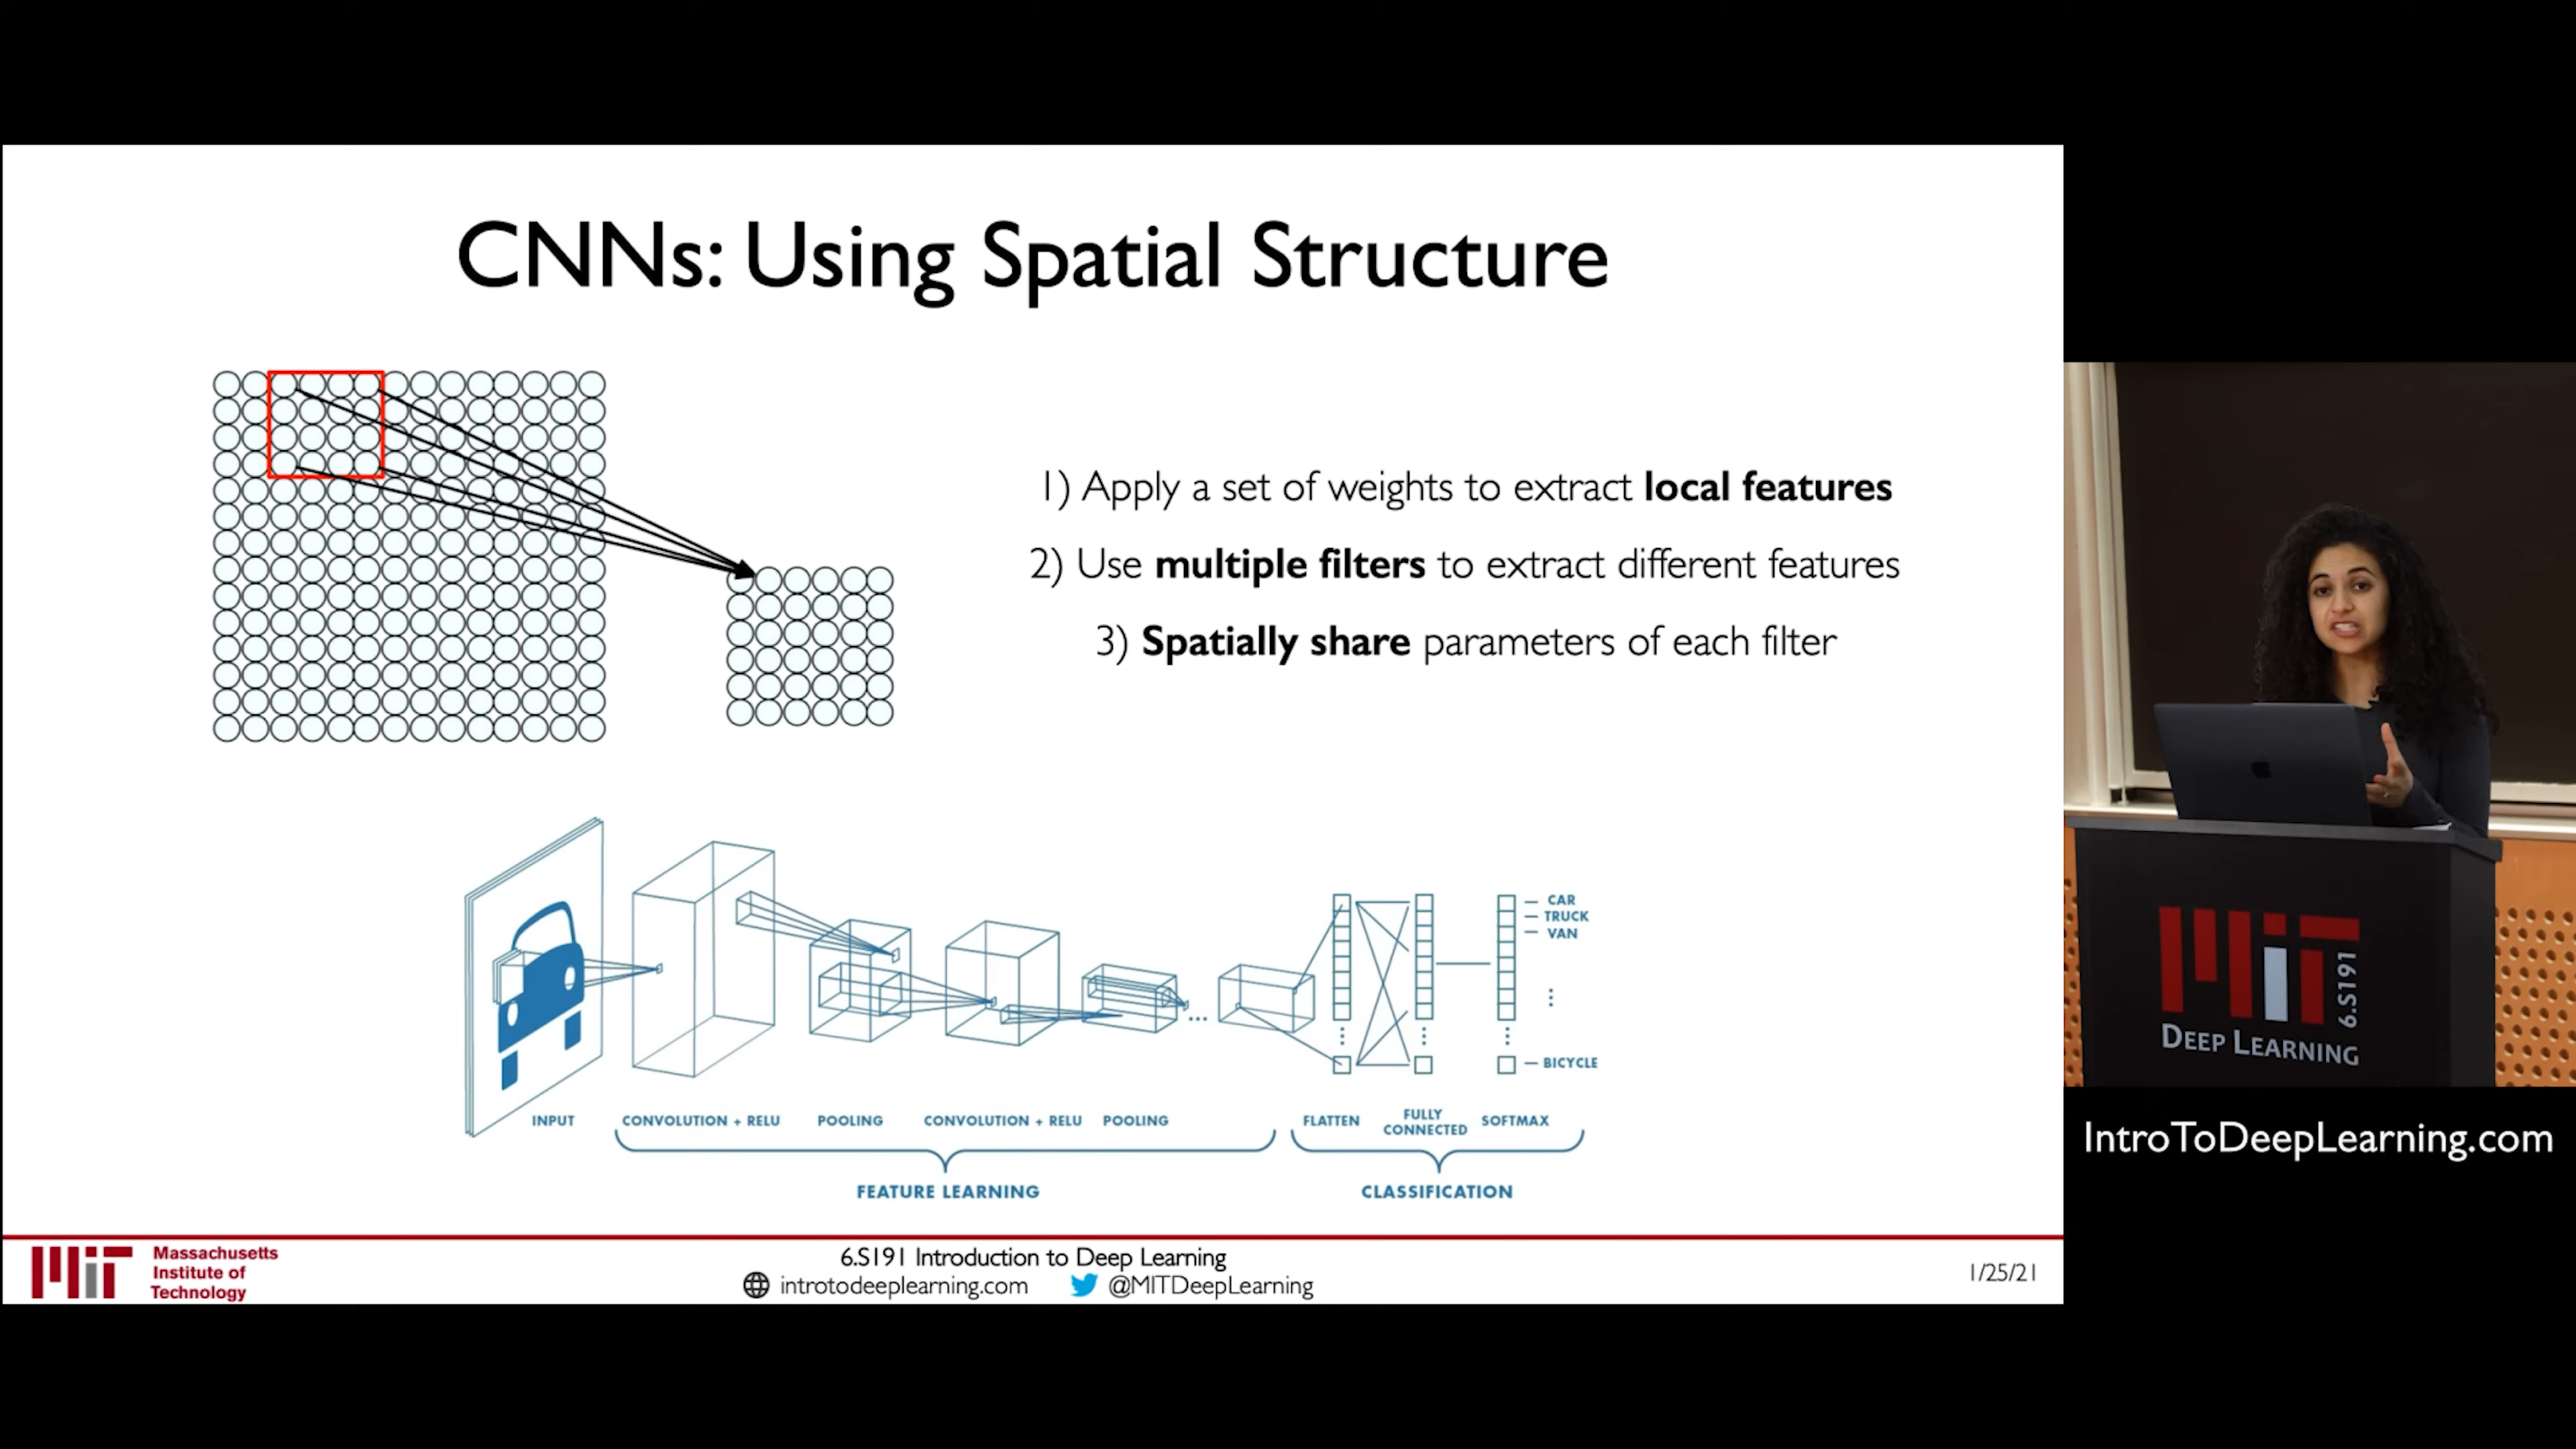 CNNs: Using Spatial Structure
1) Apply a set of weights to extract local features
2) Use multiple filters to extract different features
3) Spatially share parameters of each filter
CAR
TRUCK
VAN
BICYCLE
INPUT
CONVOLUTION + RELU
POOLING
CONVOLUTION + RELU
POOLING
FLATTEN
FULLY
CONNECTED
SOFTMAX
FEATURE LEARNING
CLASSIFICATION
Massachusetts
Institute of
Technology
6.S191 Introduction to Deep Learning
introtodeeplearning.com
@MITDeepLearning
1/25/21
MIT
6.S191
DEEP LEARNING
IntroToDeepLearning.com